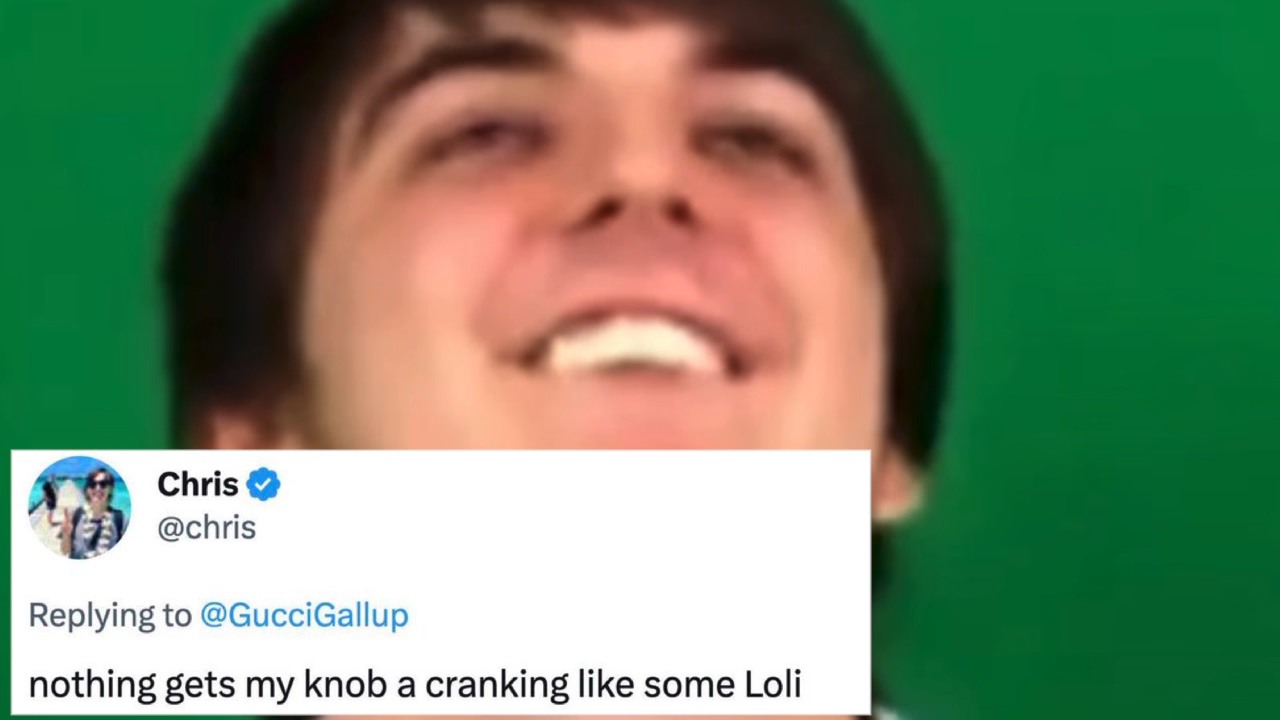 Chris
@chris
Replying to @GucciGallup
nothing gets my knob a cranking like some Loli